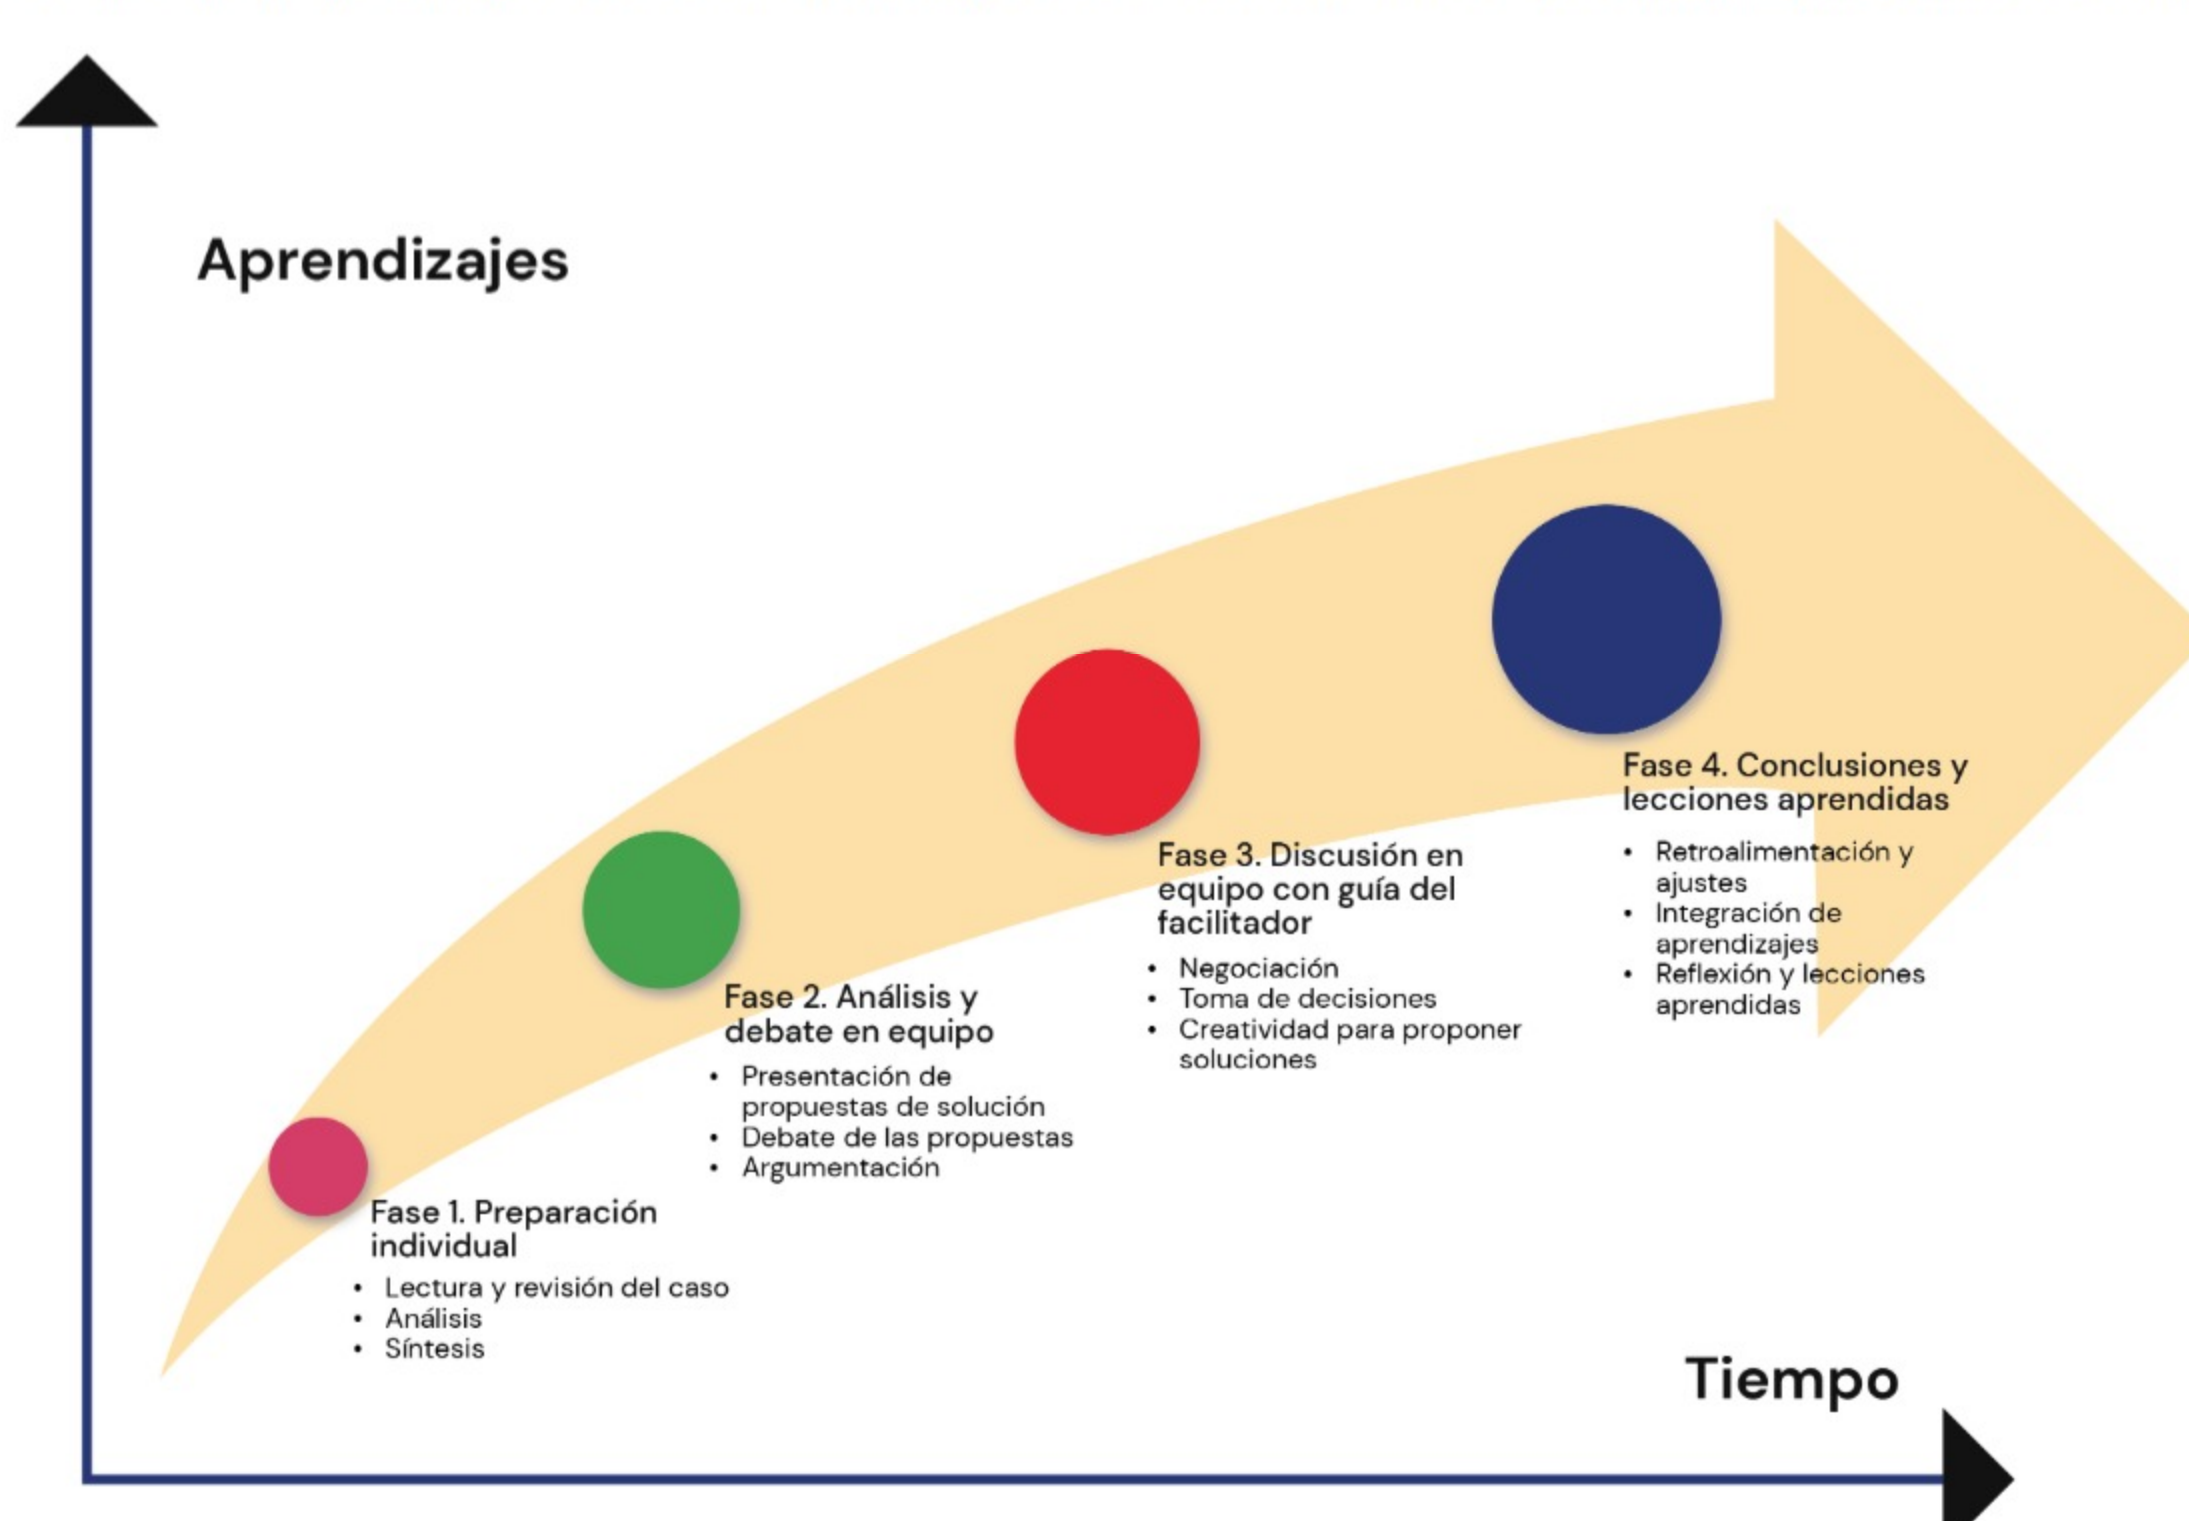 Aprendizajes
Fase 1. Preparación
individual
• Lectura y revisión del caso
• Análisis
• Síntesis
Fase 2. Análisis y
debate en equipo
• Presentación de
propuestas de solución
• Debate de las propuestas
• Argumentación
Fase 3. Discusión en
equipo con guía del
facilitador
• Negociación
• Toma de decisiones
• Creatividad para proponer
soluciones
Fase 4. Conclusiones y
lecciones aprendidas
• Retroalimentación y
ajustes
• Integración de
aprendizajes
• Reflexión y lecciones
aprendidas
Tiempo